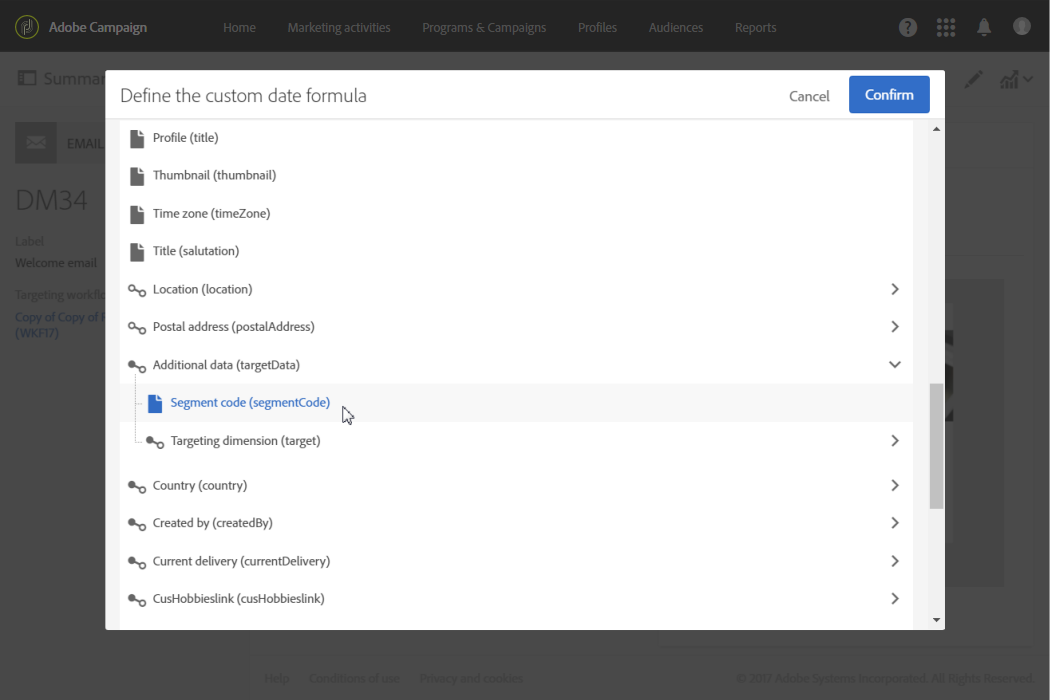 Adobe Campaign
Home
Marketing activities
Programs & Campaigns
Profiles
Audiences
Reports
Summar
Define the custom date formula
Cancel
Confirm
EMAIL
DM34
Label
Welcome email
Targeting workflo
Copy of Copy of
(WKF17)
Profile (title)
Thumbnail (thumbnail)
Time zone (timeZone)
Title (salutation)
Location (location)
Postal address (postalAddress)
Additional data (targetData)
Segment code (segmentCode)
Targeting dimension (target)
Country (country)
Created by (createdBy)
Current delivery (currentDelivery)
CusHobbieslink (cusHobbieslink)
Help
Conditions of use
Privacy and cookies
© 2017 Adobe Systems Incorporated. All Rights Reserved.